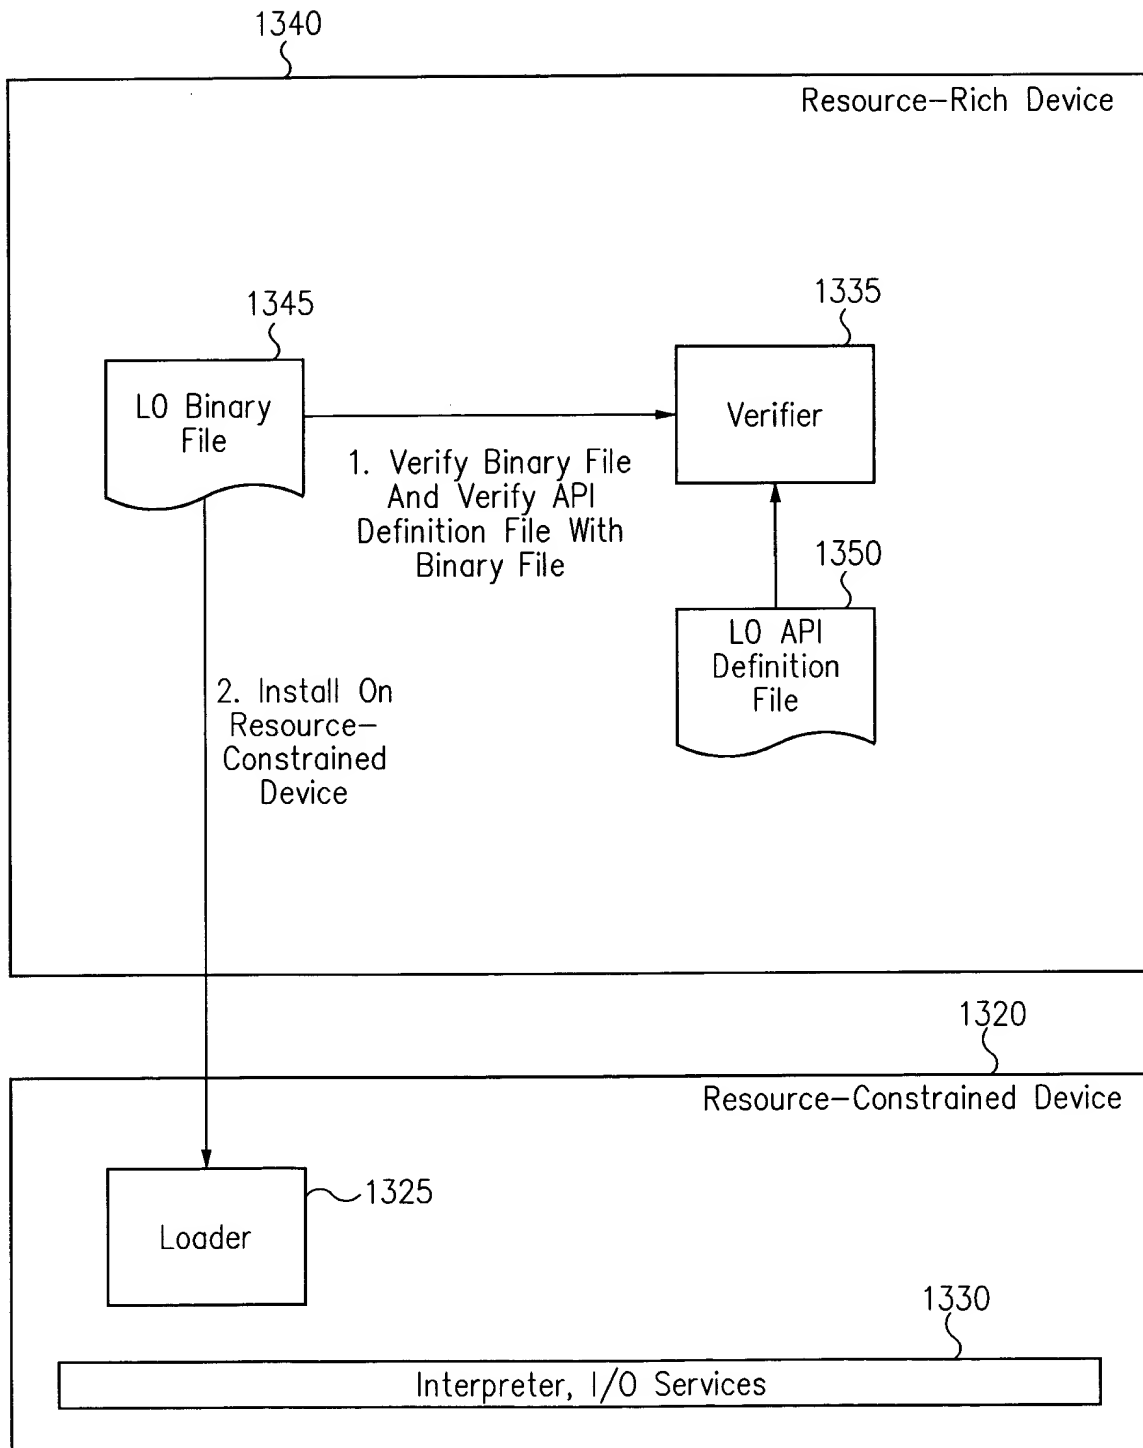 1340
Resource-Rich Device
1345
1335
L0 Binary
File
Verifier
1. Verify Binary File
And Verify API
Definition File With
Binary File
1350
L0 API
Definition
File
2. Install On
Resource-
Constrained
Device
1320
Resource-Constrained Device
1325
Loader
1330
Interpreter, I/O Services